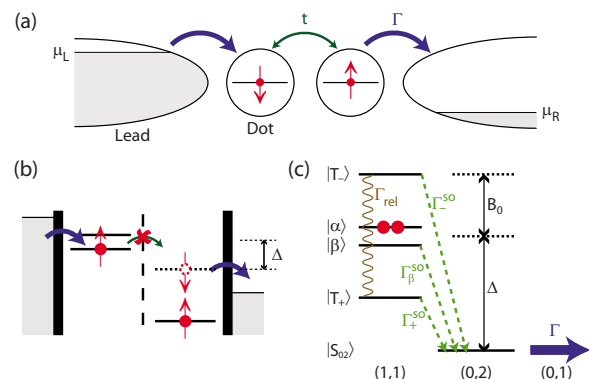 (a)
t
Γ
μL
μR
Lead
Dot
(b)
Δ
(c)
|T−⟩
Γrel
Γ−so
B0
|α⟩
|β⟩
Γβso
Δ
|T+⟩
Γ+so
Γ
|S02⟩
(1,1) (0,2) (0,1)